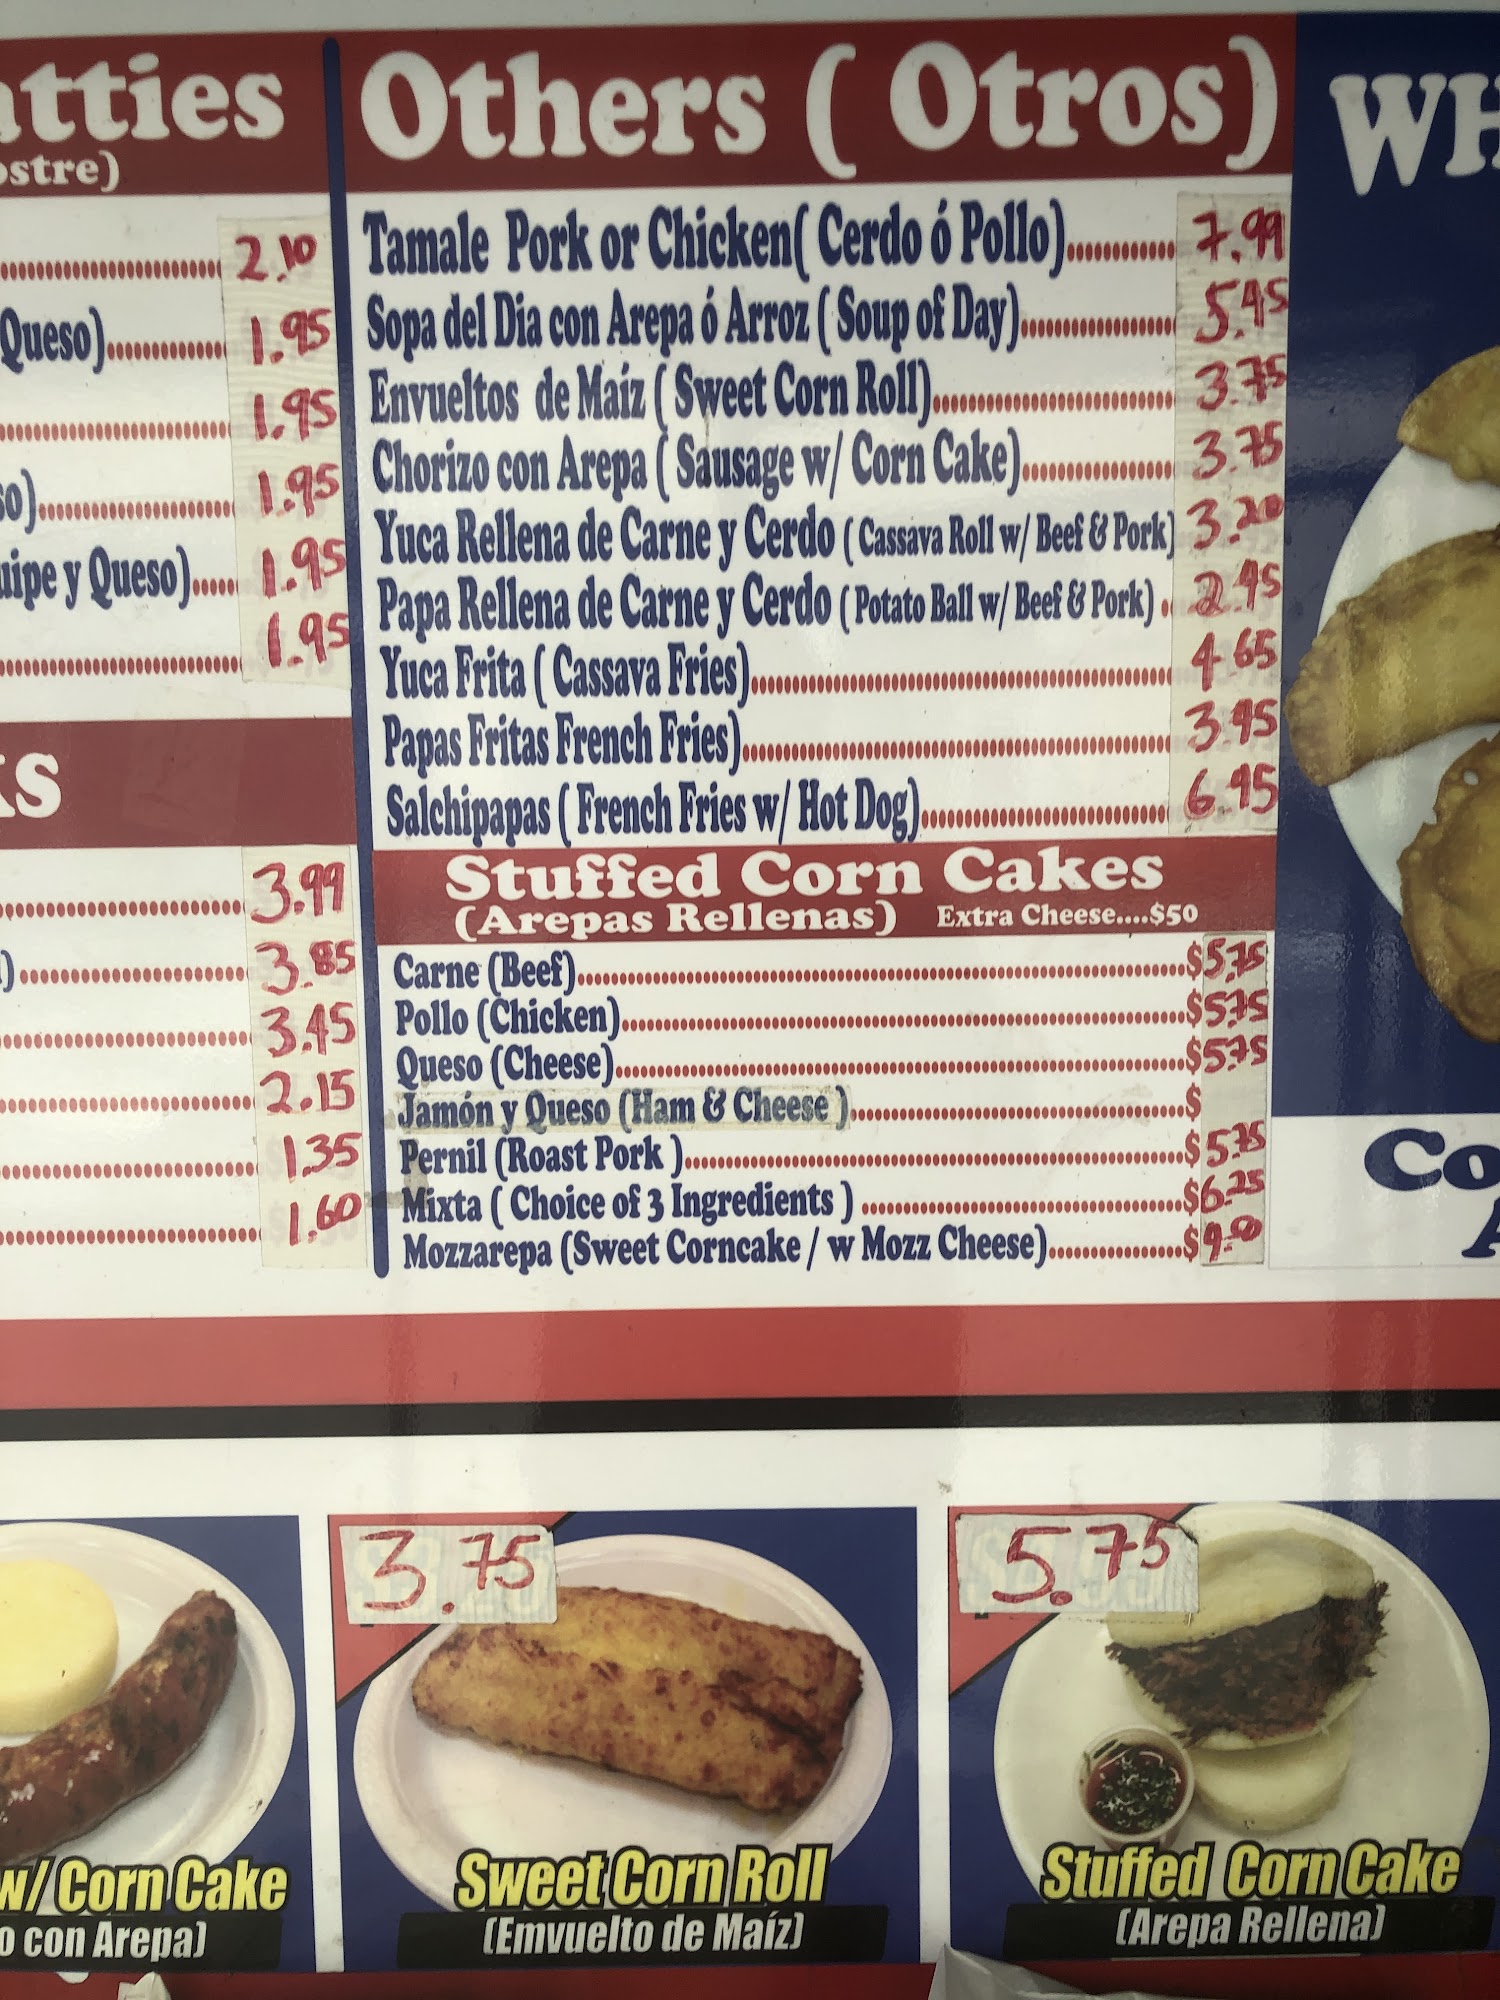 atties
ostre)
2.10
Queso) 1.95
1.95
so) 1.95
uipe y Queso) 1.95
1.95
KS
3.99
) 3.85
3.45
2.15
1.35
1.60
Others ( Otros)
Tamale Pork or Chicken( Cerdo ó Pollo) 7.99
Sopa del Dia con Arepa ó Arroz ( Soup of Day) 5.45
Envueltos de Maíz ( Sweet Corn Roll) 3.75
Chorizo con Arepa ( Sausage w/ Corn Cake) 3.75
Yuca Rellena de Carne y Cerdo ( Cassava Roll w/ Beef & Pork) 3.20
Papa Rellena de Carne y Cerdo ( Potato Ball w/ Beef & Pork) 2.95
Yuca Frita ( Cassava Fries) 4.65
Papas Fritas French Fries) 3.95
Salchipapas ( French Fries w/ Hot Dog) 6.95
Stuffed Corn Cakes
(Arepas Rellenas) Extra Cheese....$50
Carne (Beef) $5.75
Pollo (Chicken) $5.75
Queso (Cheese) $5.75
Jamón y Queso (Ham & Cheese ) $
Pernil (Roast Pork ) $5.75
Mixta ( Choice of 3 Ingredients ) $6.25
Mozzarepa (Sweet Corncake / w Mozz Cheese) $9.50
WH
Co
A
w/ Corn Cake
o con Arepa)
3.75
Sweet Corn Roll
(Emvuelto de Maíz)
5.75
Stuffed Corn Cake
(Arepa Rellena)